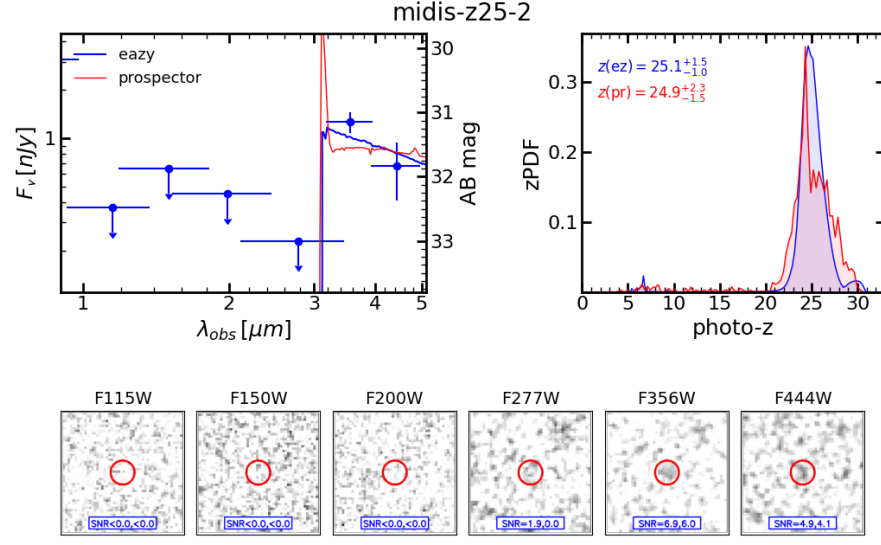 midis-z25-2
eazy
prospector
F_ν [nJy]
1
30
31
32
33
AB mag
1 2 3 4 5
λ_obs [μm]
z(ez) = 25.1^{+1.5}_{-1.0}
z(pr) = 24.9^{+2.3}_{-1.5}
zPDF
0.3
0.2
0.1
0 5 10 15 20 25 30
photo-z
F115W F150W F200W F277W F356W F444W
SNR<0.0,<0.0 SNR<0.0,<0.0 SNR<0.0,<0.0 SNR=1.9,0.0 SNR=6.9,6.0 SNR=4.9,4.1